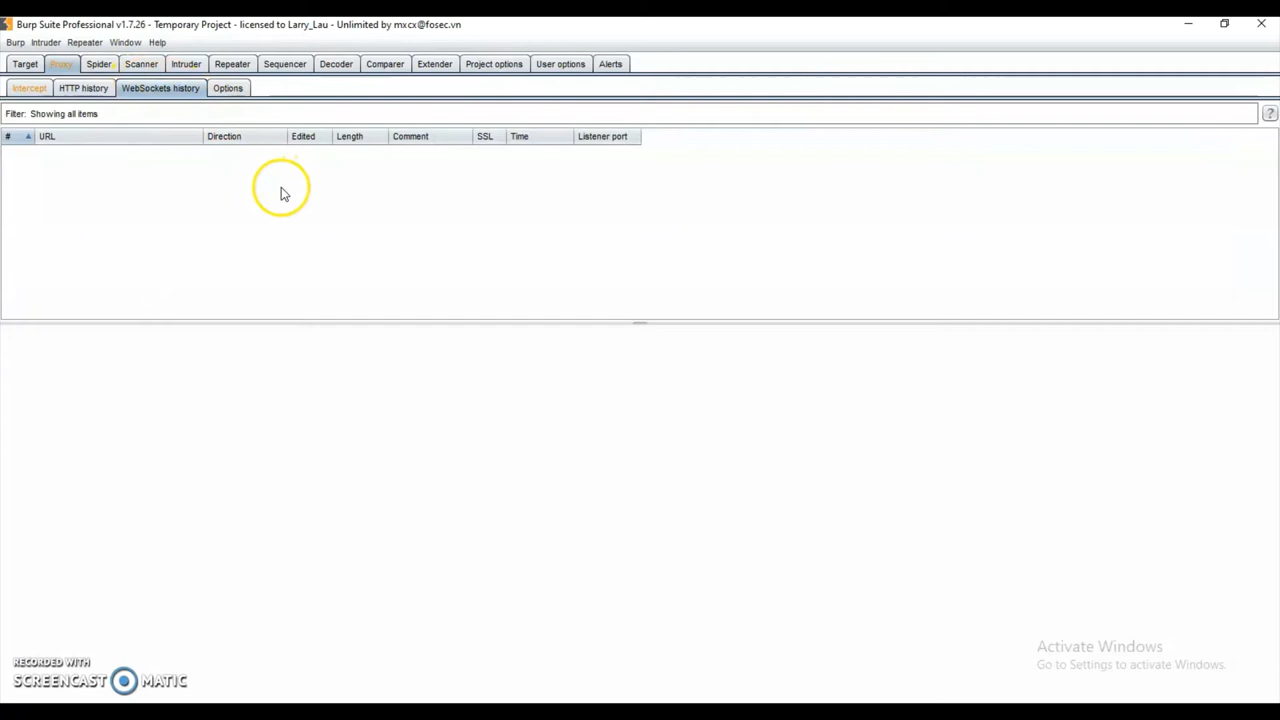 Burp Suite Professional v1.7.26 - Temporary Project - licensed to Larry_Lau - Unlimited by mxcx@fosec.vn
Burp Intruder Repeater Window Help
Target Proxy Spider Scanner Intruder Repeater Sequencer Decoder Comparer Extender Project options User options Alerts
Intercept HTTP history WebSockets history Options
Filter: Showing all items ?
# URL Direction Edited Length Comment SSL Time Listener port
Activate Windows
Go to Settings to activate Windows.
RECORDED WITH
SCREENCAST MATIC